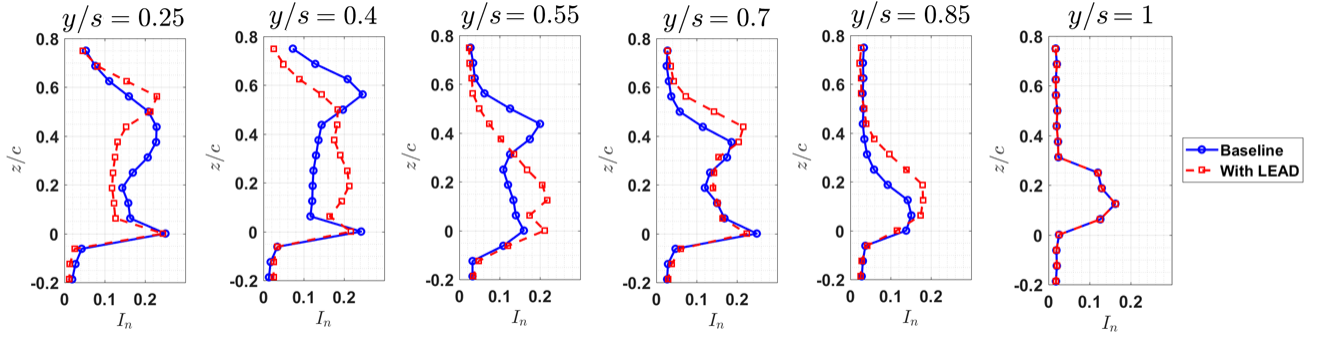 y/s = 0.25
y/s = 0.4
y/s = 0.55
y/s = 0.7
y/s = 0.85
y/s = 1
0.8
0.6
0.4
0.2
0
-0.2
z/c
0 0.1 0.2
I_n
0.8
0.6
0.4
0.2
0
-0.2
z/c
0 0.1 0.2
I_n
0.8
0.6
0.4
0.2
0
-0.2
z/c
0 0.1 0.2
I_n
0.8
0.6
0.4
0.2
0
-0.2
z/c
0 0.1 0.2
I_n
0.8
0.6
0.4
0.2
0
-0.2
z/c
0 0.1 0.2
I_n
0.8
0.6
0.4
0.2
0
-0.2
z/c
0 0.1 0.2
I_n
Baseline
With LEAD